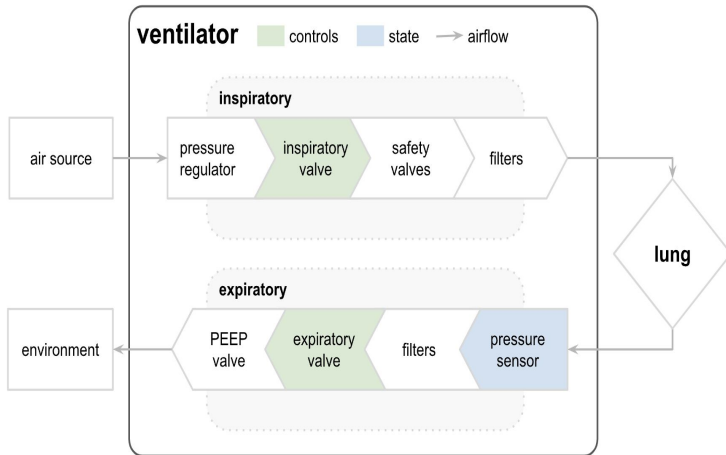 ventilator controls state airflow
inspiratory
air source
pressure
regulator
inspiratory
valve
safety
valves
filters
lung
expiratory
environment
PEEP
valve
expiratory
valve
filters
pressure
sensor